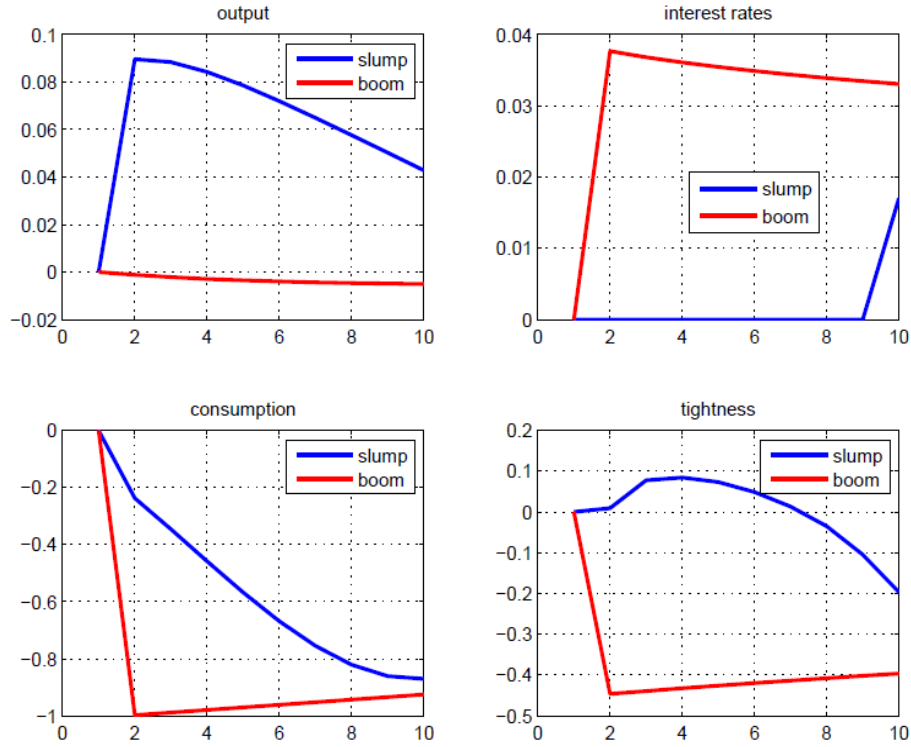 output
0.1
0.08
0.06
0.04
0.02
0
−0.02
0 2 4 6 8 10
slump
boom
interest rates
0.04
0.03
0.02
0.01
0
0 2 4 6 8 10
slump
boom
consumption
0
−0.2
−0.4
−0.6
−0.8
−1
0 2 4 6 8 10
slump
boom
tightness
0.2
0.1
0
−0.1
−0.2
−0.3
−0.4
−0.5
0 2 4 6 8 10
slump
boom